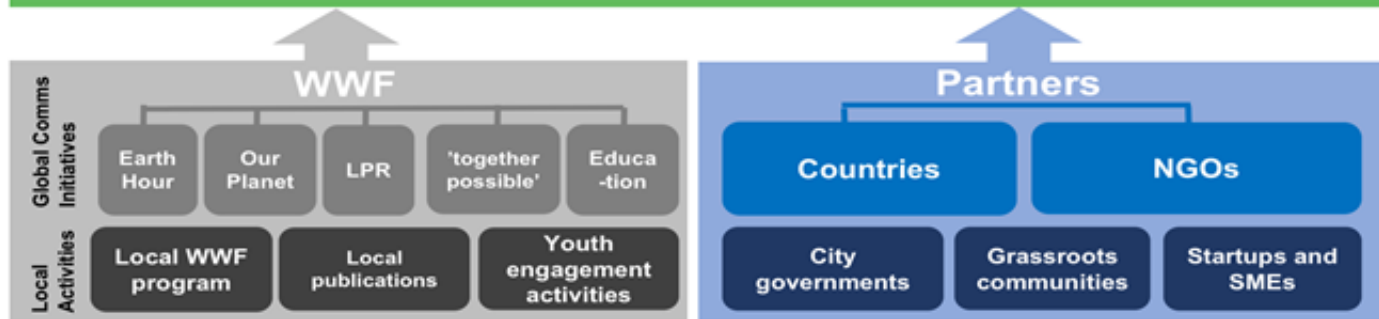 WWF
Partners
Global Comms
Initiatives
Earth
Hour
Our
Planet
LPR
'together
possible'
Educa
-tion
Countries
NGOs
Local
Activities
Local WWF
program
Local
publications
Youth
engagement
activities
City
governments
Grassroots
communities
Startups and
SMEs